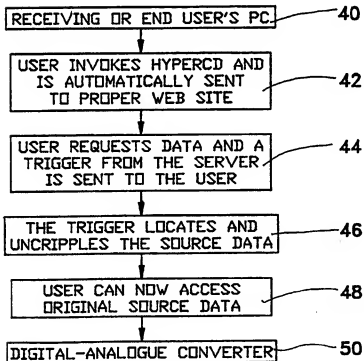 RECEIVING OR END USER'S PC
40
USER INVOKES HYPERCD AND
IS AUTOMATICALLY SENT
TO PROPER WEB SITE
42
USER REQUESTS DATA AND A
TRIGGER FROM THE SERVER
IS SENT TO THE USER
44
THE TRIGGER LOCATES AND
UNCRIPPLES THE SOURCE DATA
46
USER CAN NOW ACCESS
ORIGINAL SOURCE DATA
48
DIGITAL-ANALOGUE CONVERTER
50